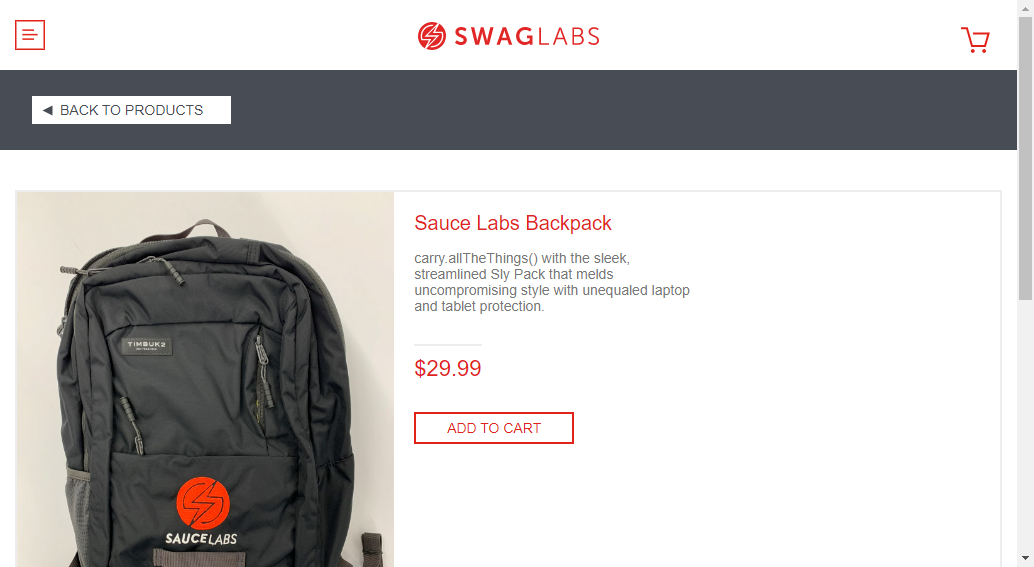 SWAGLABS
◄ BACK TO PRODUCTS
Sauce Labs Backpack
carry.allTheThings() with the sleek,
streamlined Sly Pack that melds
uncompromising style with unequaled laptop
and tablet protection.
$29.99
ADD TO CART
TIMBUK2
SAUCELABS